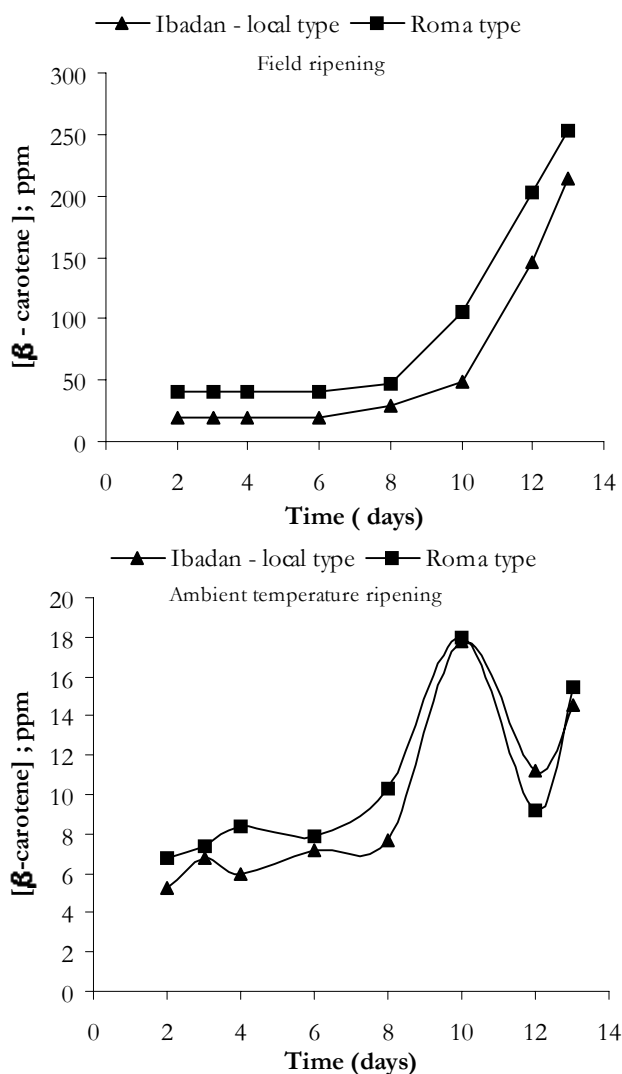 Ibadan - local type Roma type
Field ripening
300
250
200
150
100
50
0
[β - carotene ] ; ppm
0 2 4 6 8 10 12 14
Time ( days)
Ibadan - local type Roma type
Ambient temperature ripening
20
18
16
14
12
10
8
6
4
2
0
[β-carotene] ; ppm
0 2 4 6 8 10 12 14
Time (days)